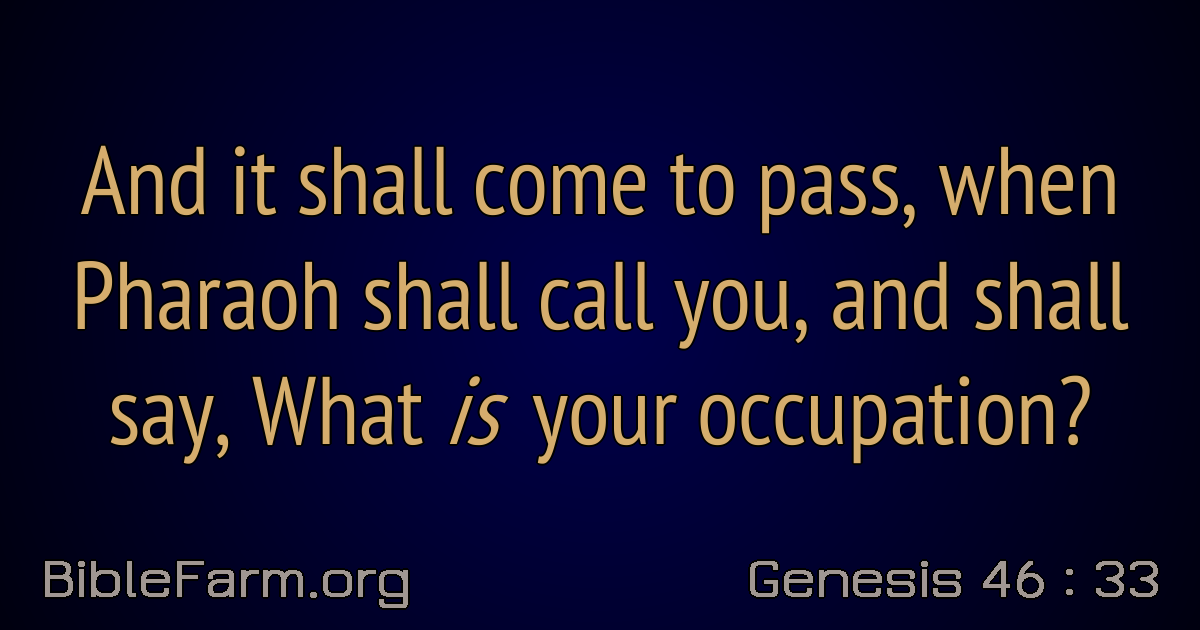 And it shall come to pass, when
Pharaoh shall call you, and shall
say, What is your occupation?
BibleFarm.org
Genesis 46 : 33